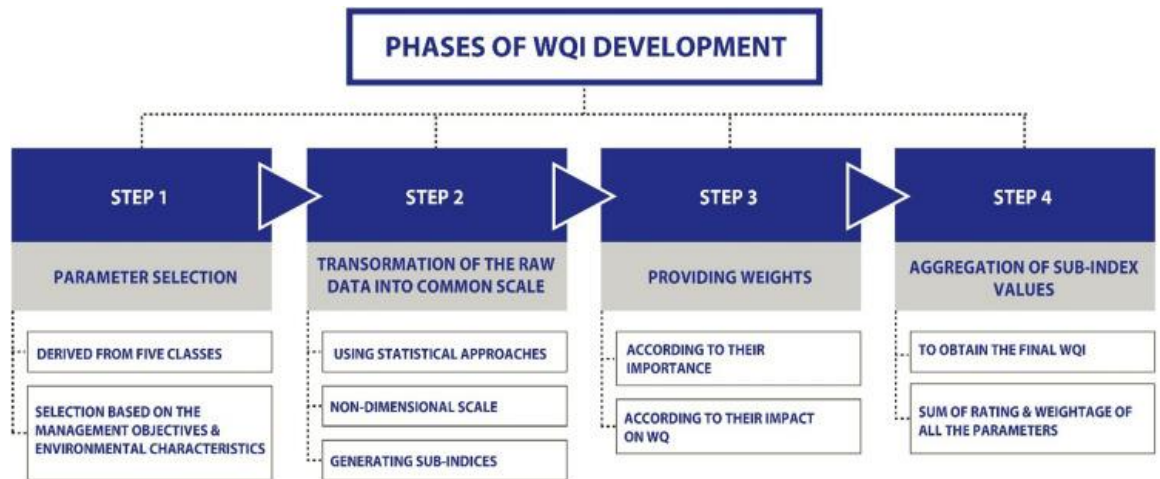 PHASES OF WQI DEVELOPMENT
STEP 1
PARAMETER SELECTION
DERIVED FROM FIVE CLASSES
SELECTION BASED ON THE
MANAGEMENT OBJECTIVES &
ENVIRONMENTAL CHARACTERISTICS
STEP 2
TRANSORMATION OF THE RAW
DATA INTO COMMON SCALE
USING STATISTICAL APPROACHES
NON-DIMENSIONAL SCALE
GENERATING SUB-INDICES
STEP 3
PROVIDING WEIGHTS
ACCORDING TO THEIR
IMPORTANCE
ACCORDING TO THEIR IMPACT
ON WQ
STEP 4
AGGREGATION OF SUB-INDEX
VALUES
TO OBTAIN THE FINAL WQI
SUM OF RATING & WEIGHTAGE OF
ALL THE PARAMETERS